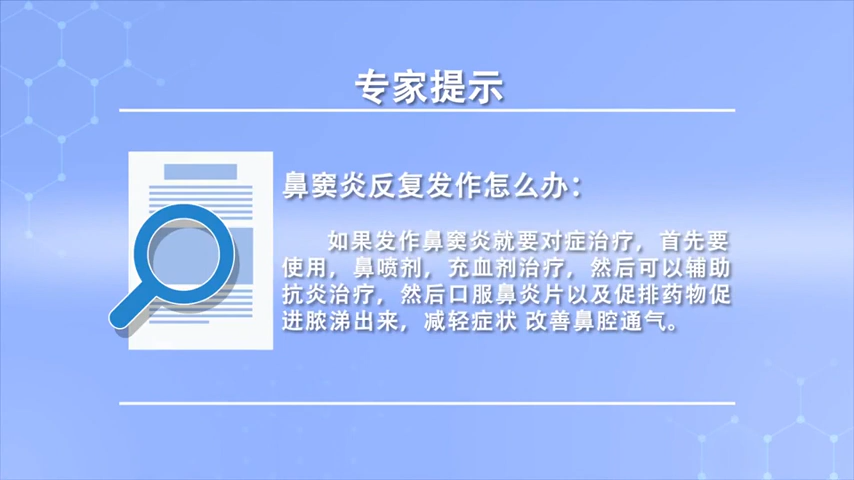 专家提示
鼻窦炎反复发作怎么办：
如果发作鼻窦炎就要对症治疗，首先要
使用，鼻喷剂，充血剂治疗，然后可以辅助
抗炎治疗，然后口服鼻炎片以及促排药物促
进脓涕出来，减轻症状 改善鼻腔通气。